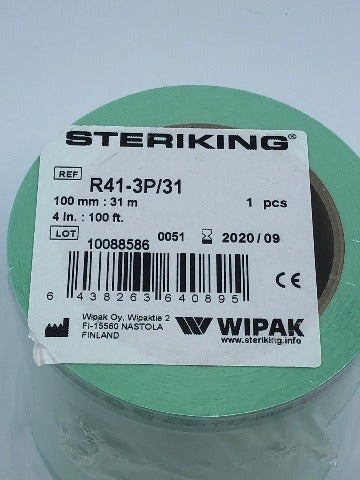 STERIKING®
REF R41-3P/31
100 mm : 31 m 1 pcs
4 in. : 100 ft.
LOT 10088586 0051 2020/09
6 438263 640895
CE
Wipak Oy, Wipaktie 2
FI-15560 NASTOLA
FINLAND
WIPAK
www.steriking.info